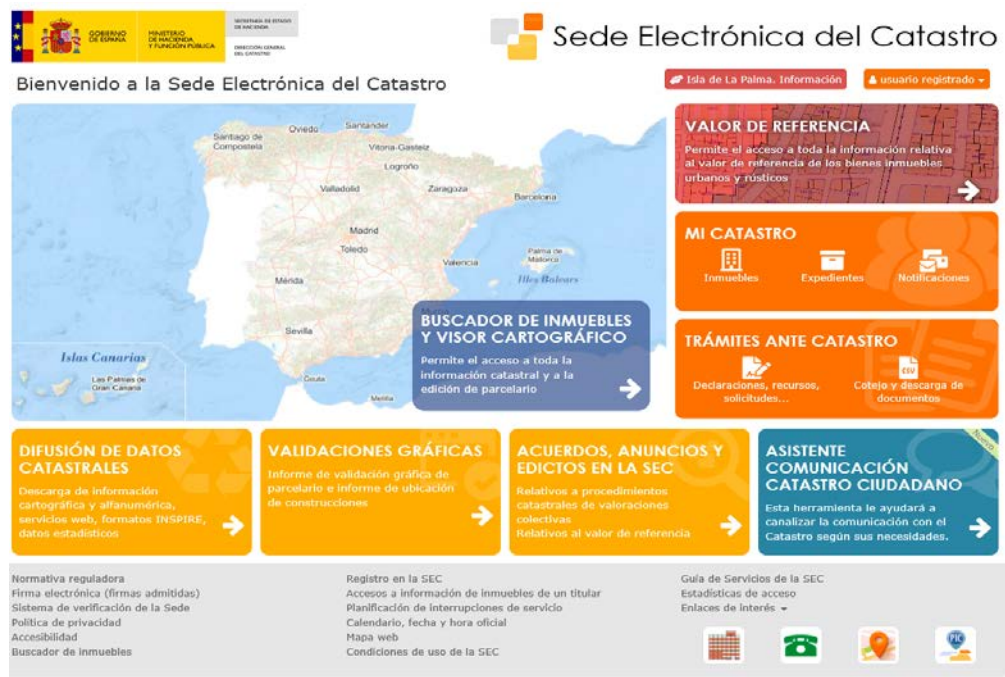 GOBIERNO
DE ESPAÑA
MINISTERIO
DE HACIENDA
Y FUNCIÓN PÚBLICA
SECRETARÍA DE ESTADO
DE HACIENDA
DIRECCIÓN GENERAL
DEL CATASTRO
Sede Electrónica del Catastro
Bienvenido a la Sede Electrónica del Catastro
Isla de La Palma. Información
usuario registrado
Santiago de
Compostela
Oviedo
Santander
Vitoria-Gasteiz
Logroño
Valladolid
Zaragoza
Barcelona
Madrid
Toledo
Palma de
Mallorca
Valencia
Illes Balears
Mérida
Sevilla
Islas Canarias
Las Palmas de
Gran Canaria
Ceuta
Melilla
BUSCADOR DE INMUEBLES
Y VISOR CARTOGRÁFICO
Permite el acceso a toda la
información catastral y a la
edición de parcelario
VALOR DE REFERENCIA
Permite el acceso a toda la información relativa
al valor de referencia de los bienes inmuebles
urbanos y rústicos
MI CATASTRO
Inmuebles
Expedientes
Notificaciones
TRÁMITES ANTE CATASTRO
Declaraciones, recursos,
solicitudes...
CSV
Cotejo y descarga de
documentos
DIFUSIÓN DE DATOS
CATASTRALES
Descarga de información
cartográfica y alfanumérica,
servicios web, formatos INSPIRE,
datos estadísticos
VALIDACIONES GRÁFICAS
Informe de validación gráfica de
parcelario e informe de ubicación
de construcciones
ACUERDOS, ANUNCIOS Y
EDICTOS EN LA SEC
Relativos a procedimientos
catastrales de valoraciones
colectivas
Relativos al valor de referencia
Nuevo
ASISTENTE
COMUNICACIÓN
CATASTRO CIUDADANO
Esta herramienta le ayudará a
canalizar la comunicación con el
Catastro según sus necesidades.
Normativa reguladora
Firma electrónica (firmas admitidas)
Sistema de verificación de la Sede
Política de privacidad
Accesibilidad
Buscador de inmuebles
Registro en la SEC
Accesos a información de inmuebles de un titular
Planificación de interrupciones de servicio
Calendario, fecha y hora oficial
Mapa web
Condiciones de uso de la SEC
Guía de Servicios de la SEC
Estadísticas de acceso
Enlaces de interés
PIC